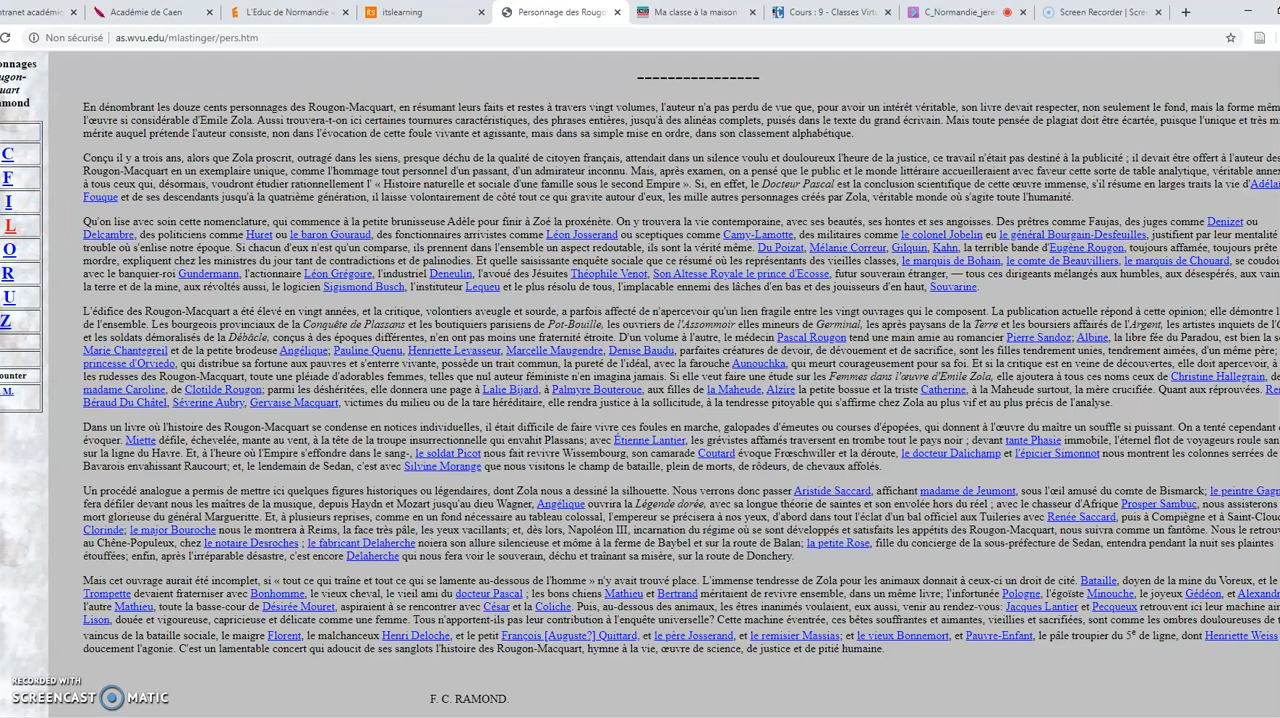 ntranet académic
Académie de Caen
L'Educ de Normandie «
itslearning
Personnage des Rougo
Ma classe à la maison
Cours : 9 - Classes Virtu
C_Normandie_jere
Screen Recorder | Scre
Non sécurisé | as.wvu.edu/mlastinger/pers.htm
onnages
ugon-
uart
amond
C
F
I
L
O
R
U
Z
ounter
M.
----------------
En dénombrant les douze cents personnages des Rougon-Macquart, en résumant leurs faits et restes à travers vingt volumes, l'auteur n'a pas perdu de vue que, pour avoir un intérêt véritable, son livre devait respecter, non seulement le fond, mais la forme mêm
l'œuvre si considérable d'Emile Zola. Aussi trouvera-t-on ici certaines tournures caractéristiques, des phrases entières, jusqu'à des alinéas complets, puisés dans le texte du grand écrivain. Mais toute pensée de plagiat doit être écartée, puisque l'unique et très mi
mérite auquel prétende l'auteur consiste, non dans l'évocation de cette foule vivante et agissante, mais dans sa simple mise en ordre, dans son classement alphabétique.
Conçu il y a trois ans, alors que Zola proscrit, outragé dans les siens, presque déchu de la qualité de citoyen français, attendait dans un silence voulu et douloureux l'heure de la justice, ce travail n'était pas destiné à la publicité ; il devait être offert à l'auteur des
Rougon-Macquart en un exemplaire unique, comme l'hommage tout personnel d'un passant, d'un admirateur inconnu. Mais, après examen, on a pensé que le public et le monde littéraire accueilleraient avec faveur cette sorte de table analytique, véritable annexe
à tous ceux qui, désormais, voudront étudier rationnellement l' « Histoire naturelle et sociale d'une famille sous le second Empire ». Si, en effet, le Docteur Pascal est la conclusion scientifique de cette œuvre immense, s'il résume en larges traits la vie d'Adélaï
Fouque et de ses descendants jusqu'à la quatrième génération, il laisse volontairement de côté tout ce qui gravite autour d'eux, les mille autres personnages créés par Zola, véritable monde où s'agite toute l'humanité.
Qu'on lise avec soin cette nomenclature, qui commence à la petite brunisseuse Adèle pour finir à Zoé la proxénète. On y trouvera la vie contemporaine, avec ses beautés, ses hontes et ses angoisses. Des prêtres comme Faujas, des juges comme Denizet ou
Delcambre, des politiciens comme Huret ou le baron Gouraud, des fonctionnaires arrivistes comme Léon Josserand ou sceptiques comme Camy-Lamotte, des militaires comme le colonel Jobelin ou le général Bourgain-Desfeuilles, justifient par leur mentalité
trouble où s'enlise notre époque. Si chacun d'eux n'est qu'un comparse, ils prennent dans l'ensemble un aspect redoutable, ils sont la vérité même. Du Poizat, Mélanie Correur, Gilquin, Kahn, la terrible bande d'Eugène Rougon, toujours affamée, toujours prête
mordre, expliquent chez les ministres du jour tant de contradictions et de palinodies. Et quelle saisissante enquête sociale que ce résumé où les représentants des vieilles classes, le marquis de Bohain, le comte de Beauvilliers, le marquis de Chouard, se coudoi
avec le banquier-roi Gundermann, l'actionnaire Léon Grégoire, l'industriel Deneulin, l'avoué des Jésuites Théophile Venot, Son Altesse Royale le prince d'Ecosse, futur souverain étranger, — tous ces dirigeants mélangés aux humbles, aux désespérés, aux vain
la terre et de la mine, aux révoltés aussi, le logicien Sigismond Busch, l'instituteur Lequeu et le plus résolu de tous, l'implacable ennemi des lâches d'en bas et des jouisseurs d'en haut, Souvarine.
L'édifice des Rougon-Macquart a été élevé en vingt années, et la critique, volontiers aveugle et sourde, a parfois affecté de n'apercevoir qu'un lien fragile entre les vingt ouvrages qui le composent. La publication actuelle répond à cette opinion; elle démontre
de l'ensemble. Les bourgeois provinciaux de la Conquête de Plassans et les boutiquiers parisiens de Pot-Bouille, les ouvriers de l'Assommoir elles mineurs de Germinal, les après paysans de la Terre et les boursiers affairés de l'Argent, les artistes inquiets de l'O
et les soldats démoralisés de la Débâcle, conçus à des époques différentes, n'en ont pas moins une fraternité étroite. D'un volume à l'autre, le médecin Pascal Rougon tend une main amie au romancier Pierre Sandoz; Albine, la libre fée du Paradou, est bien la s
Marie Chantegreil et de la petite brodeuse Angélique; Pauline Quenu, Henriette Levasseur, Marcelle Maugendre, Denise Baudu, parfaites créatures de devoir, de dévouement et de sacrifice, sont les filles tendrement unies, tendrement aimées, d'un même père;
princesse d'Orviedo, qui distribue sa fortune aux pauvres et s'enterre vivante, possède un trait commun, la pureté de l'idéal, avec la farouche Aunouchka, qui meurt courageusement pour sa foi. Et si la critique est en veine de découvertes, elle doit apercevoir, à
les rudesses des Rougon-Macquart, toute une pléiade d'adorables femmes, telles que nul auteur féministe n'en imagina jamais. Si elle veut faire une étude sur les Femmes dans l'œuvre d'Emile Zola, elle ajoutera à tous ces noms ceux de Christine Hallegrain, de
madame Caroline, de Clotilde Rougon; parmi les déshéritées, elle donnera une page à Lalie Bijard, à Palmyre Bouteroue, aux filles de la Maheude, Alzire la petite bossue et la triste Catherine, à la Maheude surtout, la mère crucifiée. Quant aux réprouvées. Ren
Béraud Du Châtel, Séverine Aubry, Gervaise Macquart, victimes du milieu ou de la tare héréditaire, elle rendra justice à la sollicitude, à la tendresse pitoyable qui s'affirme chez Zola au plus vif et au plus précis de l'analyse.
Dans un livre où l'histoire des Rougon-Macquart se condense en notices individuelles, il était difficile de faire vivre ces foules en marche, galopades d'émeutes ou courses d'épopées, qui donnent à l'œuvre du maître un souffle si puissant. On a tenté cependant
évoquer. Miette défile, échevelée, mante au vent, à la tête de la troupe insurrectionnelle qui envahit Plassans; avec Étienne Lantier, les grévistes affamés traversent en trombe tout le pays noir ; devant tante Phasie immobile, l'éternel flot de voyageurs roule san
sur la ligne du Havre. Et, à l'heure où l'Empire s'effondre dans le sang-, le soldat Picot nous fait revivre Wissembourg, son camarade Coutard évoque Frœschwiller et la déroute, le docteur Dalichamp et l'épicier Simonnot nous montrent les colonnes serrées de
Bavarois envahissant Raucourt; et, le lendemain de Sedan, c'est avec Silvine Morange que nous visitons le champ de bataille, plein de morts, de rôdeurs, de chevaux affolés.
Un procédé analogue a permis de mettre ici quelques figures historiques ou légendaires, dont Zola nous a dessiné la silhouette. Nous verrons donc passer Aristide Saccard, affichant madame de Jeumont, sous l'œil amusé du comte de Bismarck; le peintre Gagn
fera défiler devant nous les maîtres de la musique, depuis Haydn et Mozart jusqu'au dieu Wagner, Angélique ouvrira la Légende dorée, avec sa longue théorie de saintes et son envolée hors du réel ; avec le chasseur d'Afrique Prosper Sambuc, nous assisterons
mort glorieuse du général Margueritte. Et, à plusieurs reprises, comme en un fond nécessaire au tableau colossal, l'empereur se précisera à nos yeux, d'abord dans tout l'éclat d'un bal officiel aux Tuileries avec Renée Saccard, puis à Compiègne et à Saint-Clou
Clorinde; le major Bouroche nous le montrera à Reims, la face très pâle, les yeux vacillants; et, dès lors, Napoléon III, incarnation du régime où se sont développés et satisfaits les appétits des Rougon-Macquart, nous suivra comme un fantôme. Nous le retrou
au Chêne-Populeux, chez le notaire Desroches ; le fabricant Delaherche notera son allure silencieuse et morne à la ferme de Baybel et sur la route de Balan; la petite Rose, fille du concierge de la sous-préfecture de Sedan, entendra pendant la nuit ses plaintes
étouffées; enfin, après l'irréparable désastre, c'est encore Delaherche qui nous fera voir le souverain, déchu et traînant sa misère, sur la route de Donchery.
Mais cet ouvrage aurait été incomplet, si « tout ce qui traîne et tout ce qui se lamente au-dessous de l'homme » n'y avait trouvé place. L'immense tendresse de Zola pour les animaux donnait à ceux-ci un droit de cité. Bataille, doyen de la mine du Voreux, et le
Trompette devaient fraterniser avec Bonhomme, le vieux cheval, le vieil ami du docteur Pascal ; les bons chiens Mathieu et Bertrand méritaient de revivre ensemble, dans un même livre, l'infortunée Pologne, l'égoïste Minouche, le joyeux Gédéon, et Alexandr
l'autre Mathieu, toute la basse-cour de Désirée Mouret, aspiraient à se rencontrer avec César et la Coliche. Puis, au-dessous des animaux, les êtres inanimés voulaient, eux aussi, venir au rendez-vous: Jacques Lantier et Pecqueux retrouvent ici leur machine aim
Lison, douée et vigoureuse, capricieuse et délicate comme une femme. Tous n'apportent-ils pas leur contribution à l'enquête universelle? Cette machine éventrée, ces bêtes souffrantes et aimantes, vieillies et sacrifiées, sont comme les ombres douloureuses de t
vaincus de la bataille sociale, le maigre Florent, le malchanceux Henri Deloche, et le petit François [Auguste?] Quittard, et le père Josserand, et le remisier Massias; et le vieux Bonnemort, et Pauvre-Enfant, le pâle troupier du 5e de ligne, dont Henriette Weiss
doucement l'agonie. C'est un lamentable concert qui adoucit de ses sanglots l'histoire des Rougon-Macquart, hymne à la vie, œuvre de science, de justice et de pitié humaine.
F. C. RAMOND.
RECORDED WITH
SCREENCAST MATIC